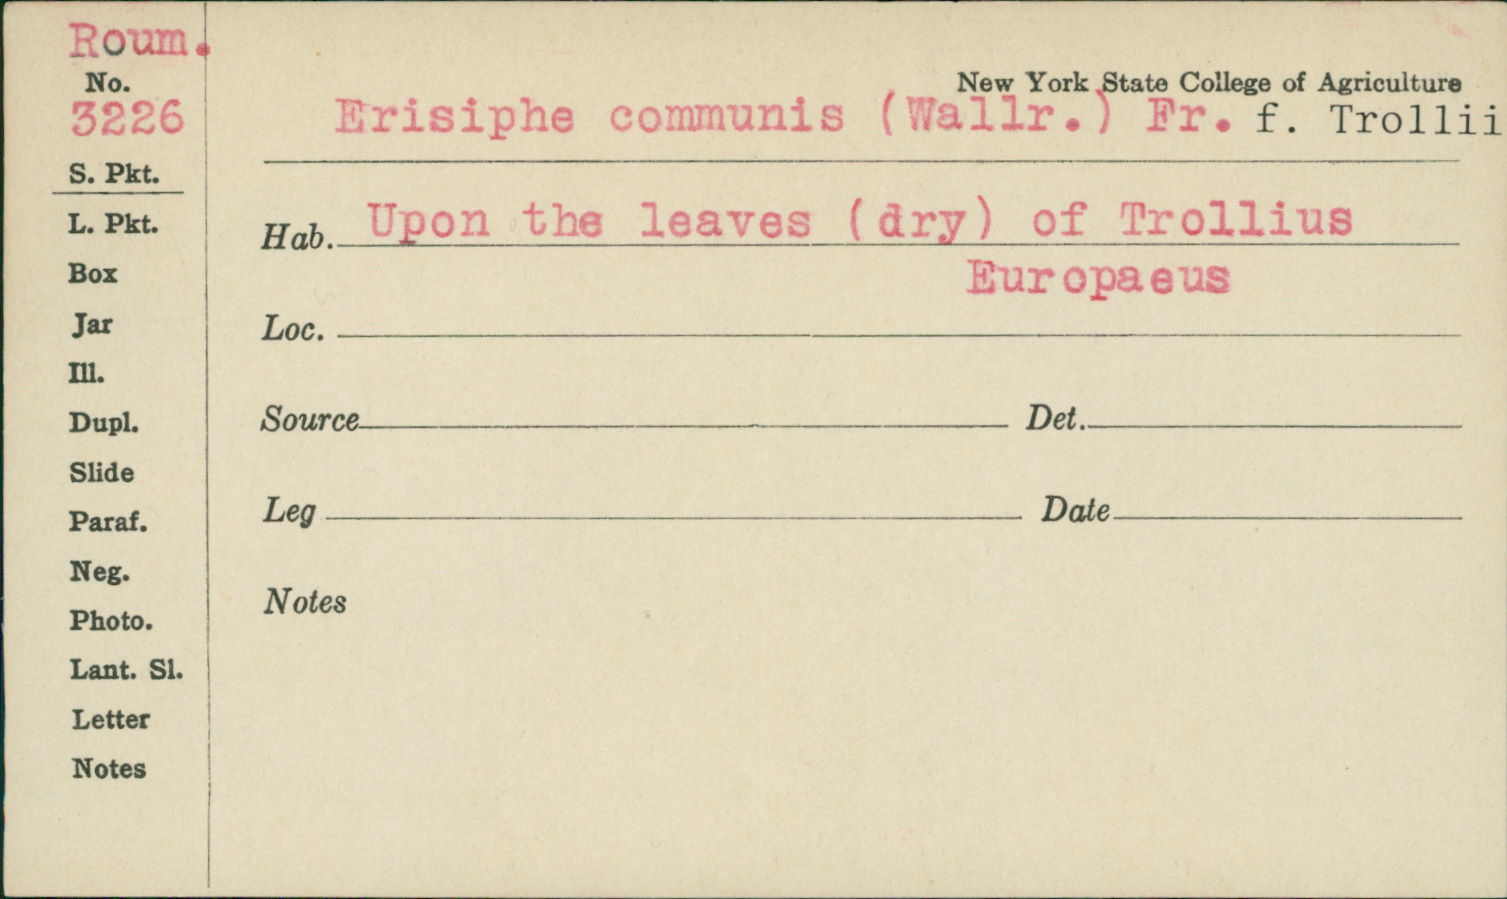 Roum.
No.
3226
S. Pkt.
L. Pkt.
Box
Jar
Ill.
Dupl.
Slide
Paraf.
Neg.
Photo.
Lant. Sl.
Letter
Notes
New York State College of Agriculture
Erisiphe communis (Wallr.) Fr. f. Trollii
Hab. Upon the leaves (dry) of Trollius
Europaeus
Loc.
Source Det.
Leg Date
Notes